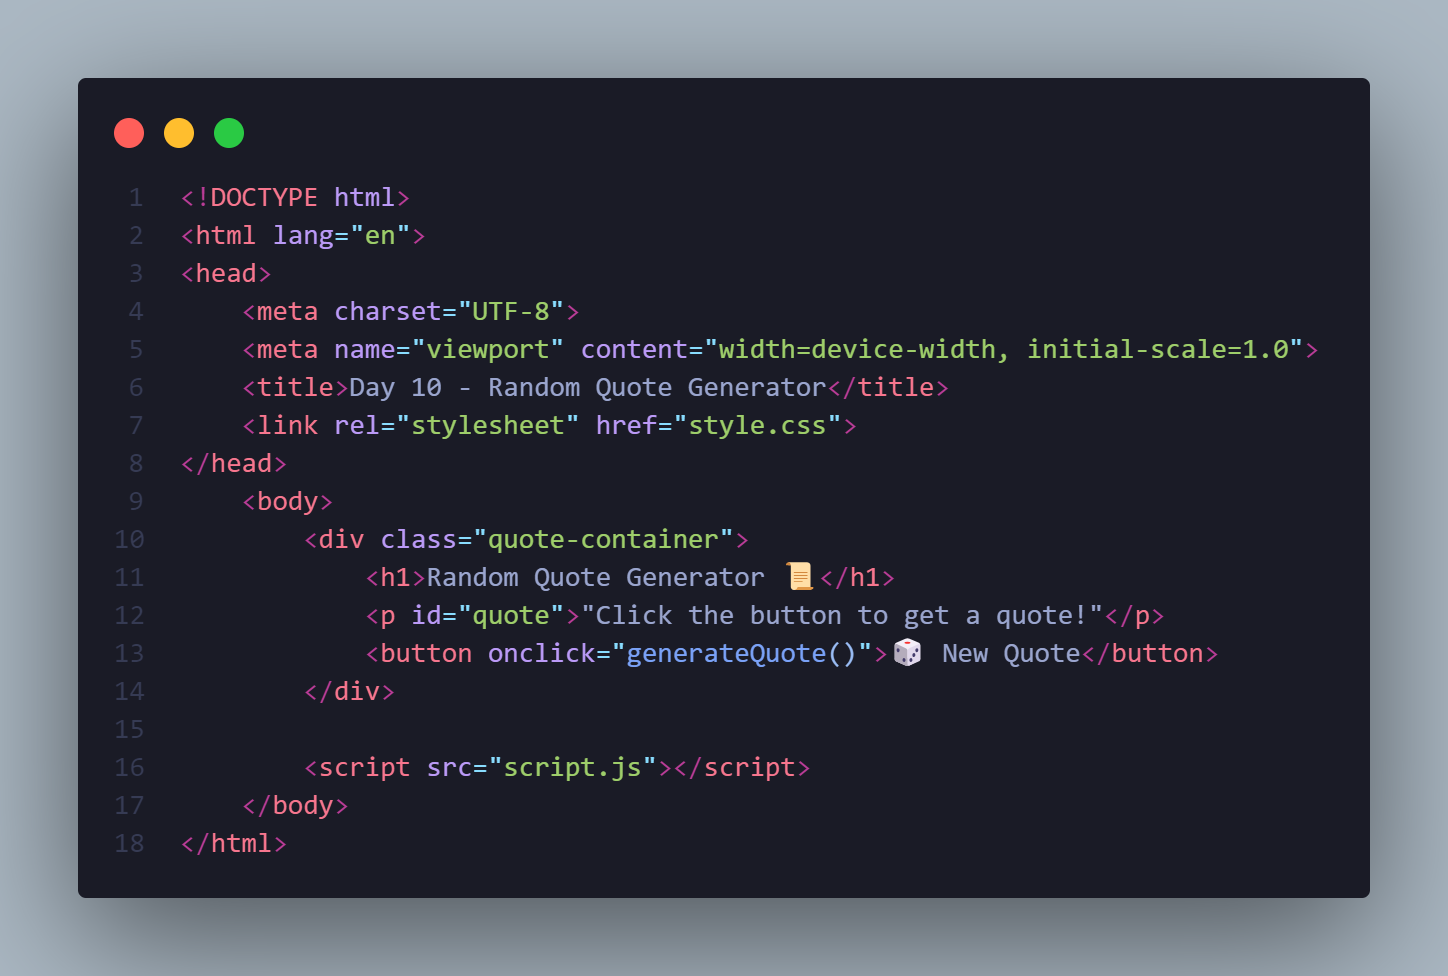 1 <!DOCTYPE html>
2 <html lang="en">
3 <head>
4     <meta charset="UTF-8">
5     <meta name="viewport" content="width=device-width, initial-scale=1.0">
6     <title>Day 10 - Random Quote Generator</title>
7     <link rel="stylesheet" href="style.css">
8 </head>
9     <body>
10         <div class="quote-container">
11             <h1>Random Quote Generator 📜</h1>
12             <p id="quote">"Click the button to get a quote!"</p>
13             <button onclick="generateQuote()">🎲 New Quote</button>
14         </div>
15
16         <script src="script.js"></script>
17     </body>
18 </html>